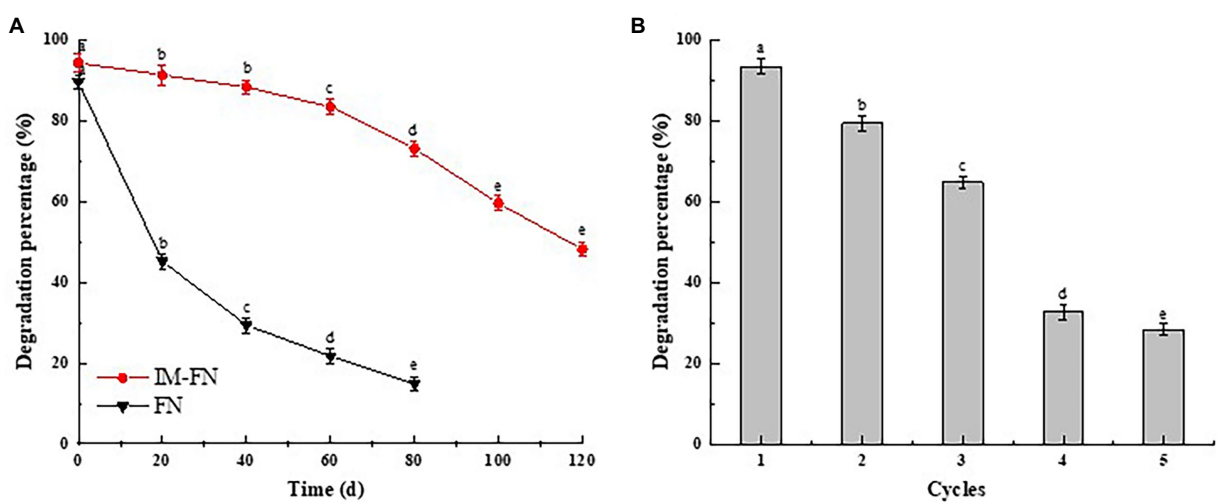 A
Degradation percentage (%)
100
80
60
40
20
0
a
b
b
c
d
e
e
a
b
c
d
e
IM-FN
FN
0 20 40 60 80 100 120
Time (d)
B
Degradation percentage (%)
100
80
60
40
20
0
a
b
c
d
e
1 2 3 4 5
Cycles